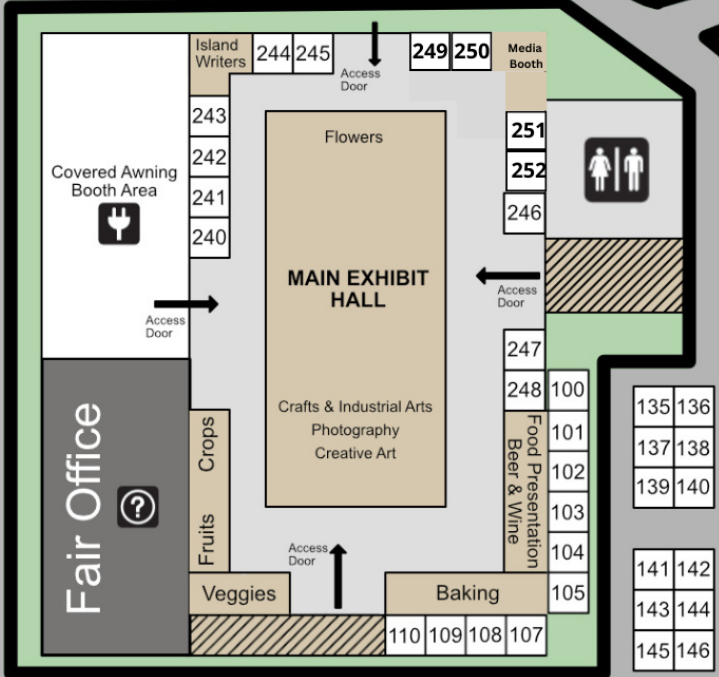 Island
Writers
244 245
249 250
Media
Booth
Access
Door
243
242
241
240
Covered Awning
Booth Area
Flowers
251
252
246
MAIN EXHIBIT
HALL
Access
Door
Access
Door
247
248
100
101
102
103
104
105
135 136
137 138
139 140
Crafts & Industrial Arts
Photography
Creative Art
Food Presentation
Beer & Wine
Crops
Fruits
Fair Office
?
Access
Door
Veggies
Baking
110 109 108 107
141 142
143 144
145 146